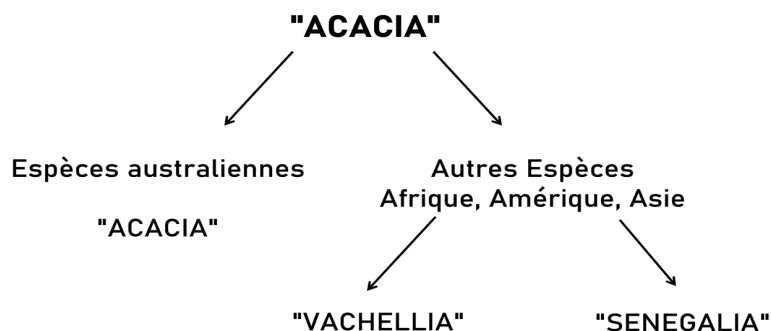 "ACACIA"
Espèces australiennes
"ACACIA"
Autres Espèces
Afrique, Amérique, Asie
"VACHELLIA"
"SENEGALIA"